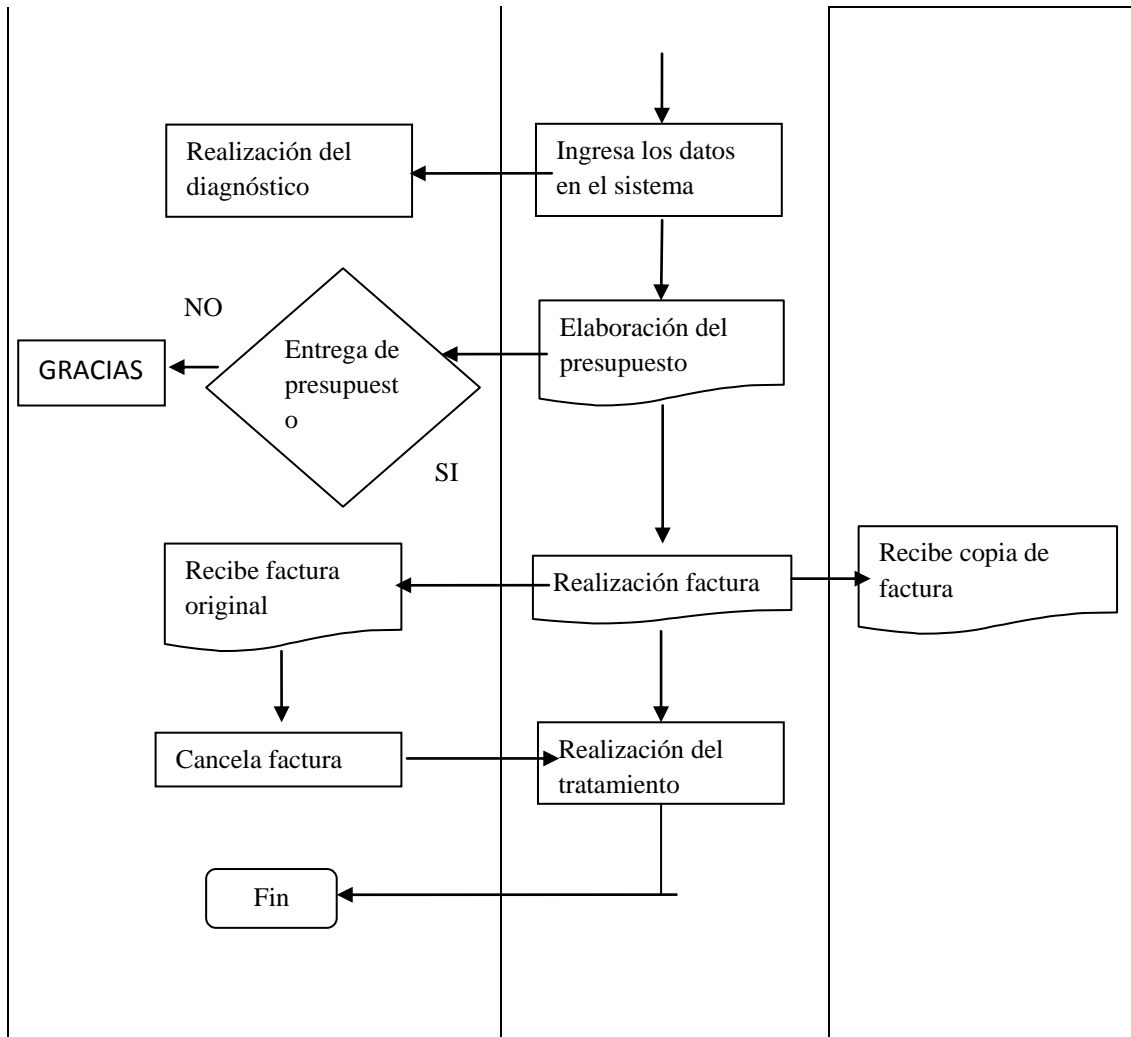 Realización del
diagnóstico
Ingresa los datos
en el sistema
NO
GRACIAS
Entrega de
presupuest
o
SI
Elaboración del
presupuesto
Recibe factura
original
Realización factura
Recibe copia de
factura
Cancela factura
Realización del
tratamiento
Fin